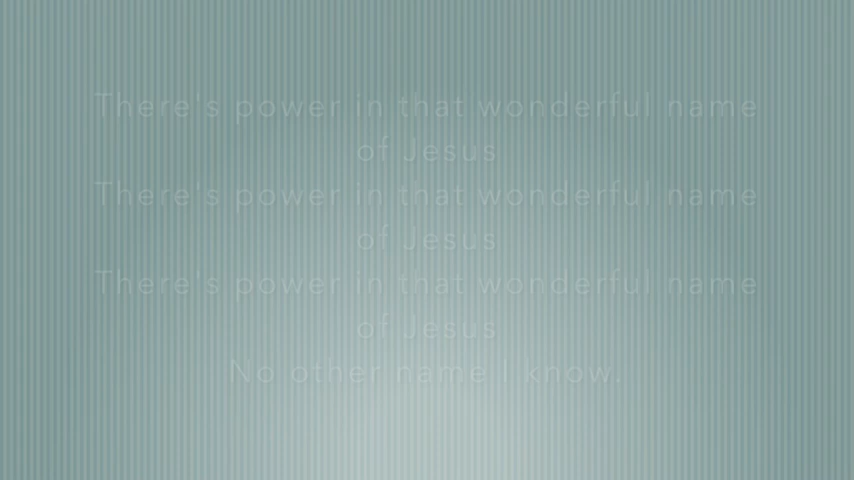 There's power in that wonderful name
of Jesus
There's power in that wonderful name
of Jesus
There's power in that wonderful name
of Jesus
No other name I know.